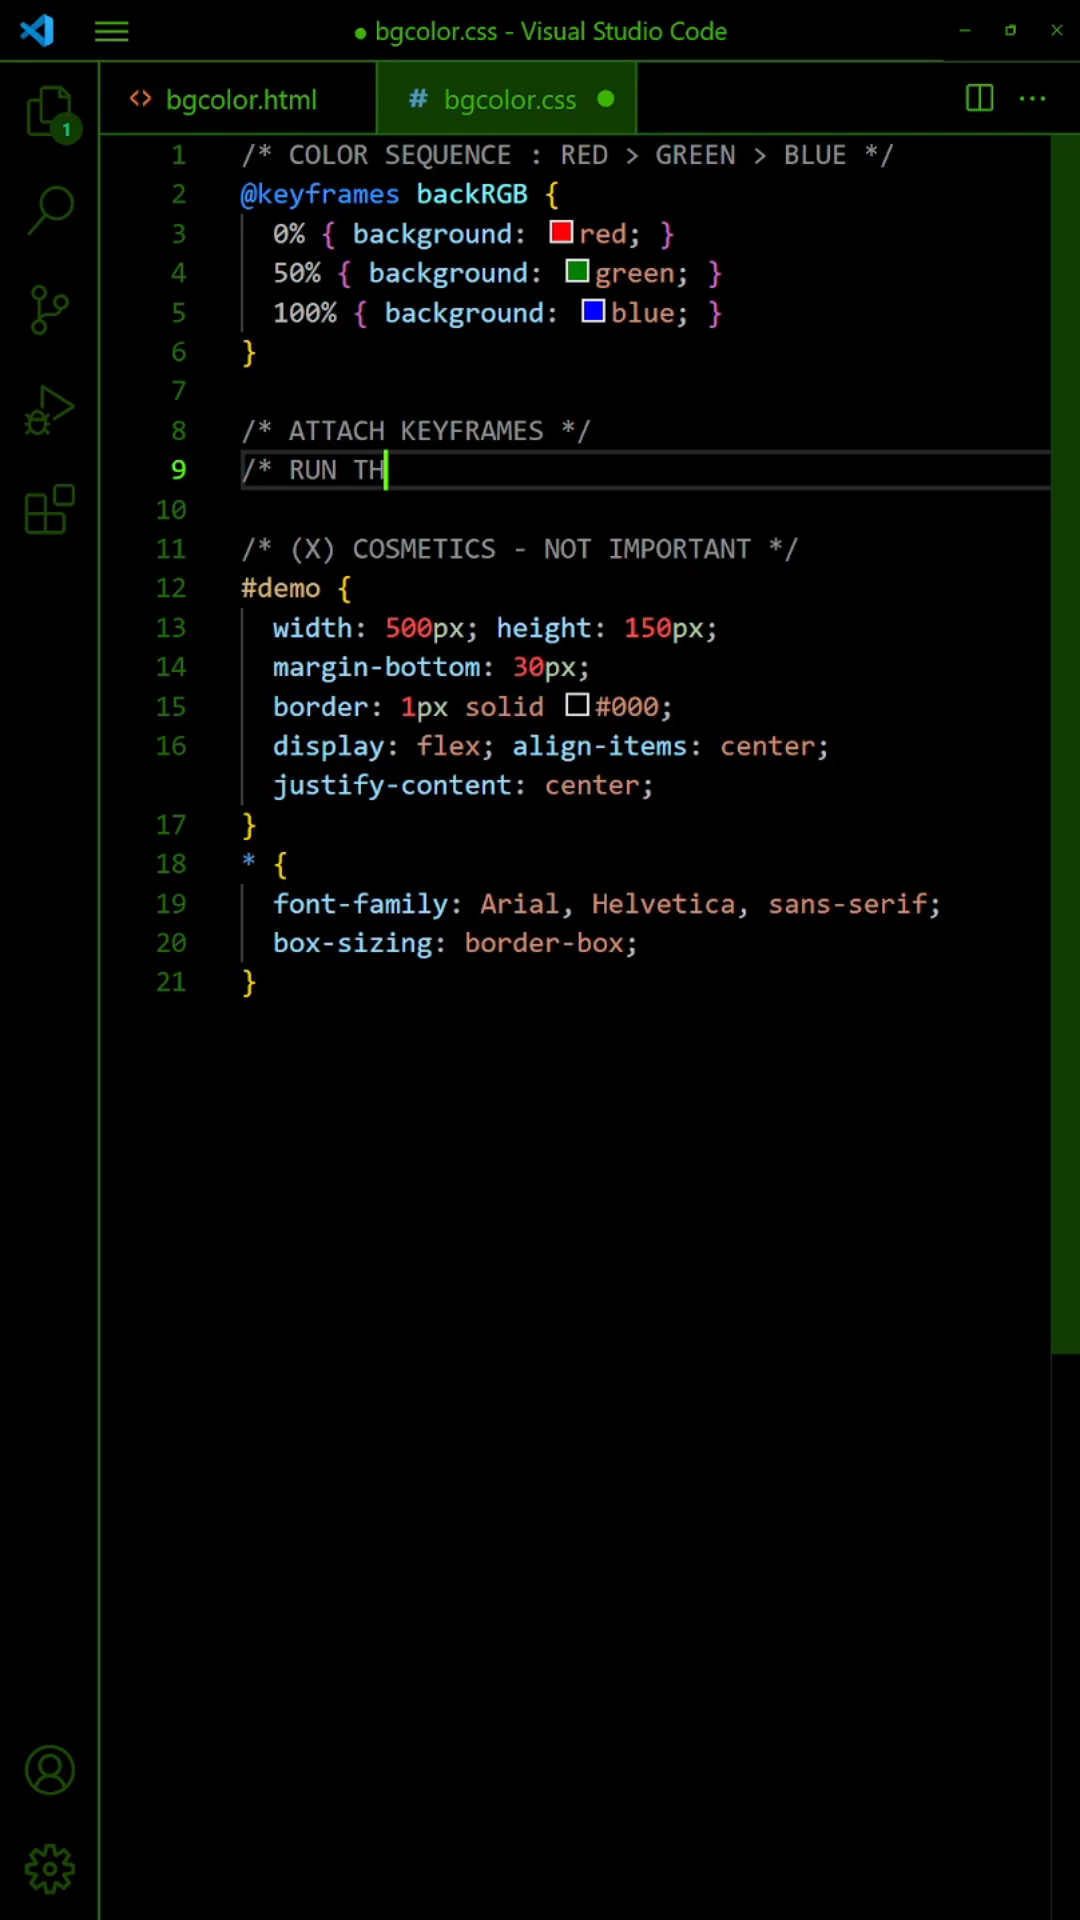 ● bgcolor.css - Visual Studio Code
<> bgcolor.html
# bgcolor.css ●
1
1 /* COLOR SEQUENCE : RED > GREEN > BLUE */
2 @keyframes backRGB {
3 0% { background: red; }
4 50% { background: green; }
5 100% { background: blue; }
6 }
7
8 /* ATTACH KEYFRAMES */
9 /* RUN TH
10
11 /* (X) COSMETICS - NOT IMPORTANT */
12 #demo {
13 width: 500px; height: 150px;
14 margin-bottom: 30px;
15 border: 1px solid #000;
16 display: flex; align-items: center;
justify-content: center;
17 }
18 * {
19 font-family: Arial, Helvetica, sans-serif;
20 box-sizing: border-box;
21 }